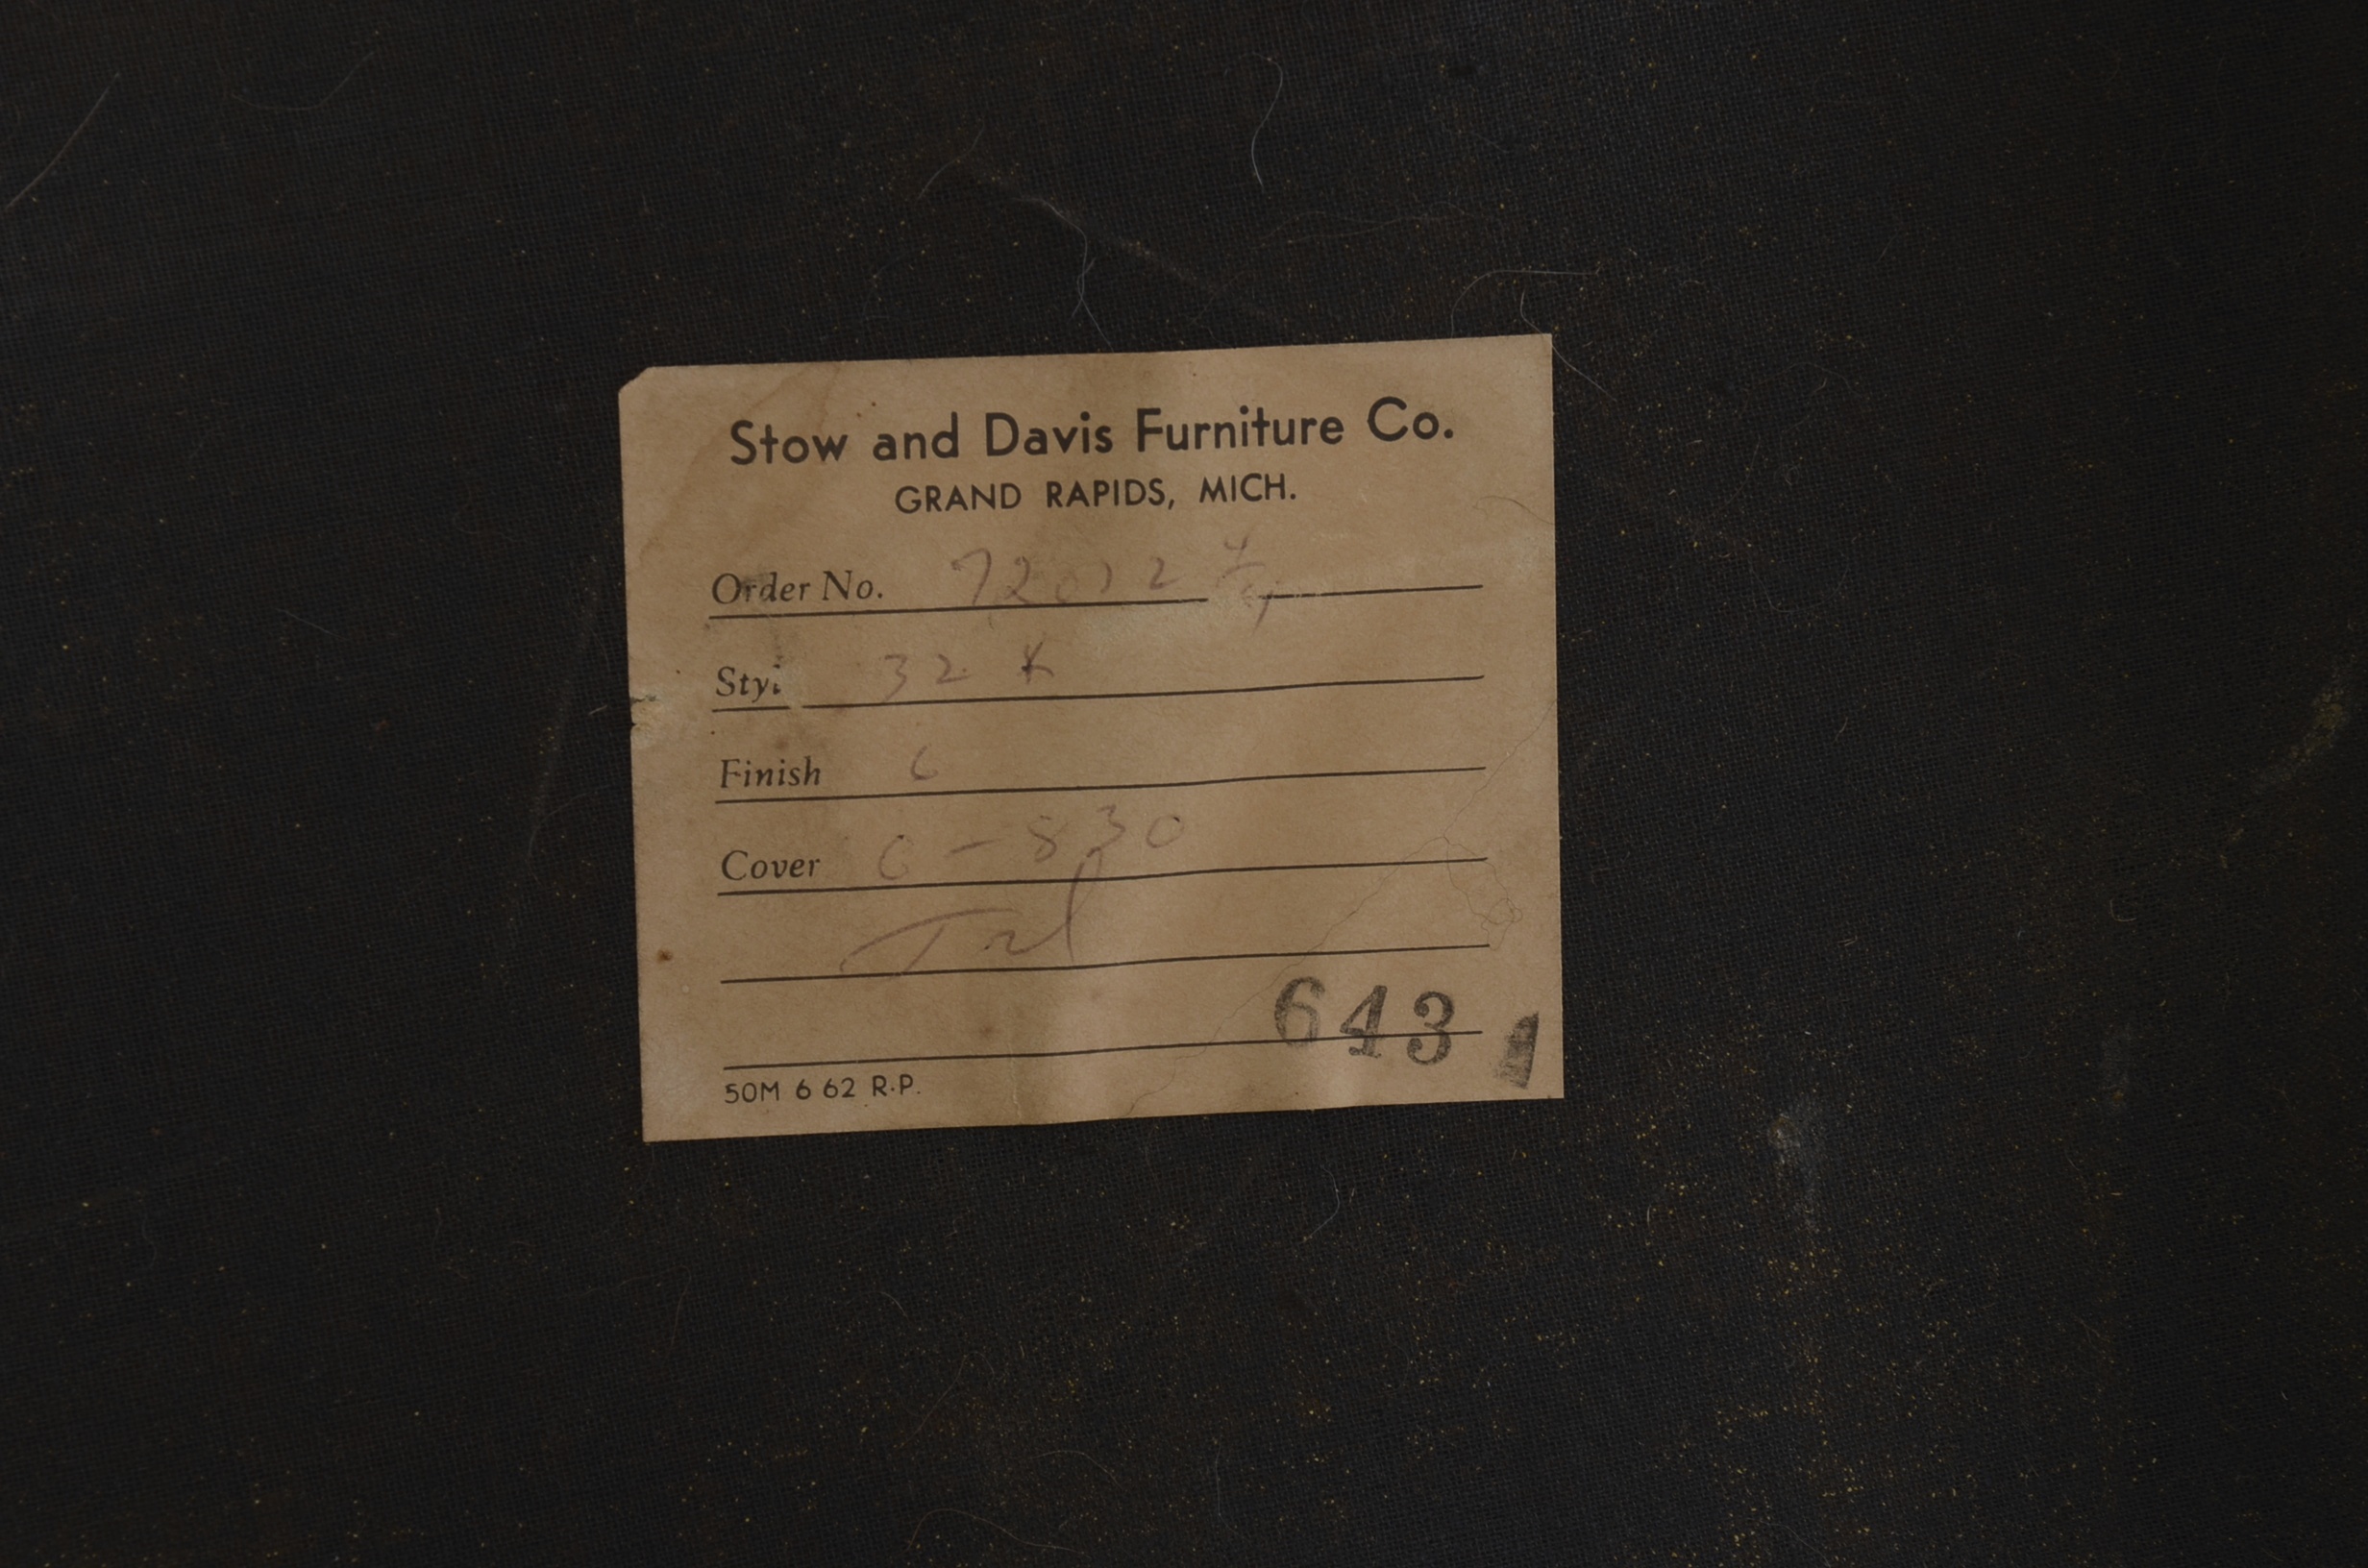 Stow and Davis Furniture Co.
GRAND RAPIDS, MICH.
Order No. 72012
Styl 32
Finish 6
Cover C-830
643
50M 6 62 R.P.